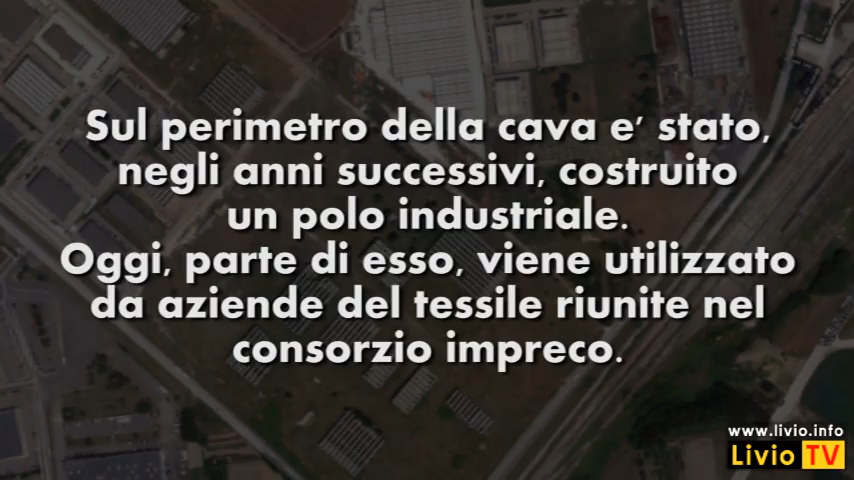 Sul perimetro della cava e' stato,
negli anni successivi, costruito
un polo industriale.
Oggi, parte di esso, viene utilizzato
da aziende del tessile riunite nel
consorzio impreco.
www.livio.info
Livio TV